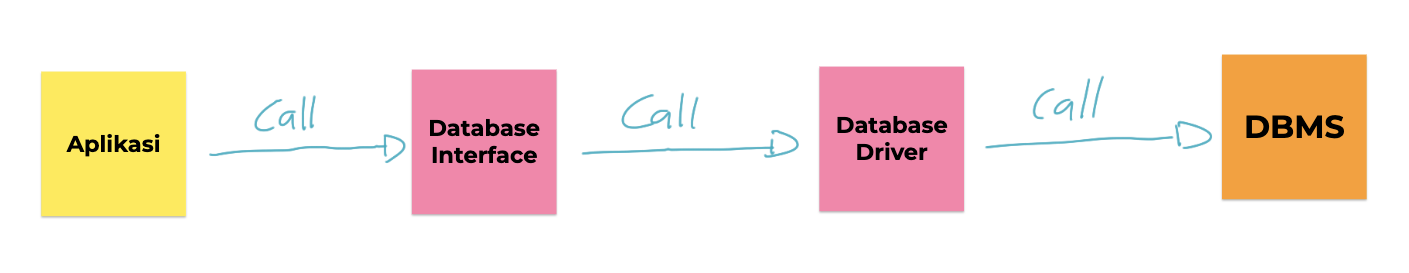 Aplikasi
Call
Database
Interface
Call
Database
Driver
Call
DBMS